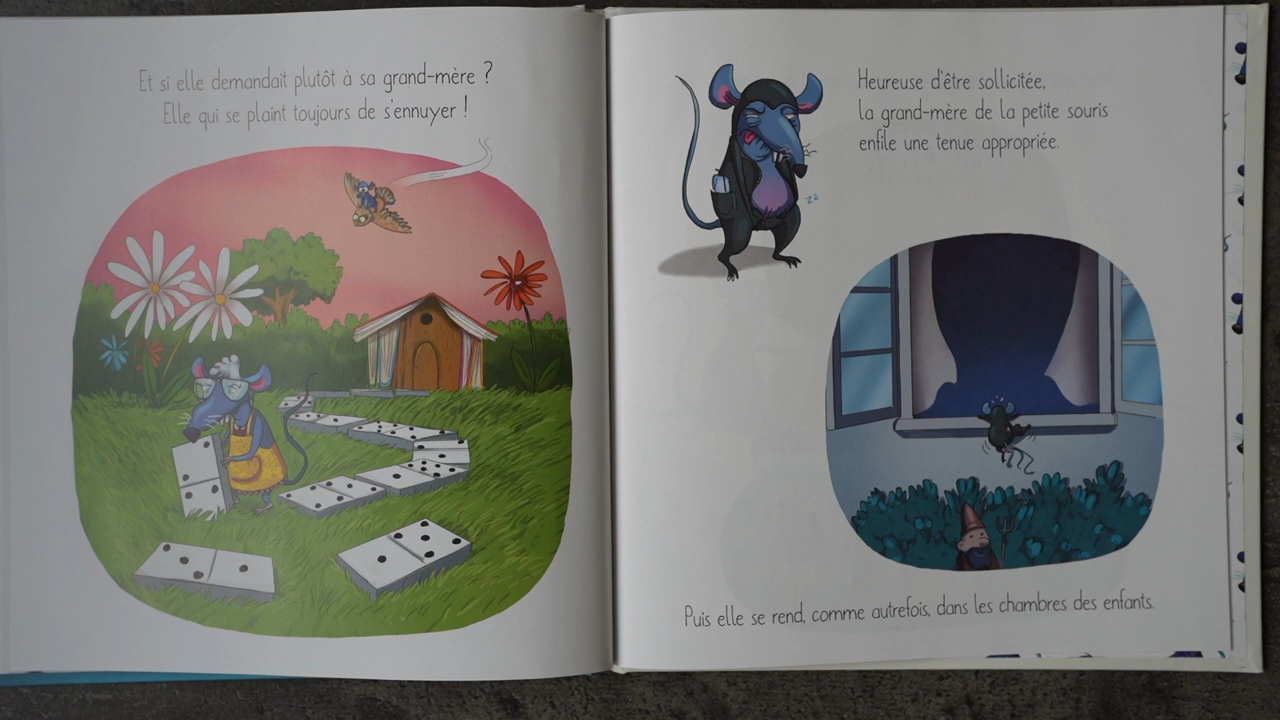 Et si elle demandait plutôt à sa grand-mère ?
Elle qui se plaint toujours de s'ennuyer !
Heureuse d'être sollicitée,
la grand-mère de la petite souris
enfile une tenue appropriée.
zz
Puis elle se rend, comme autrefois, dans les chambres des enfants.